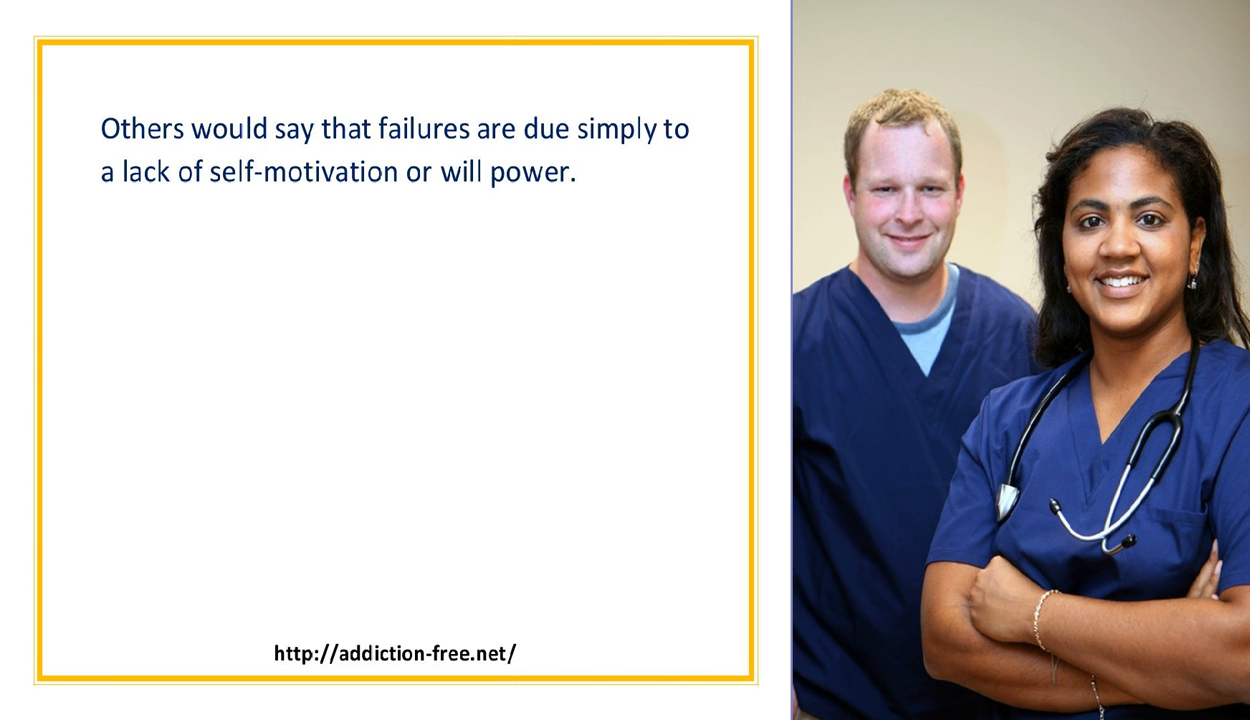 Others would say that failures are due simply to
a lack of self-motivation or will power.
http://addiction-free.net/